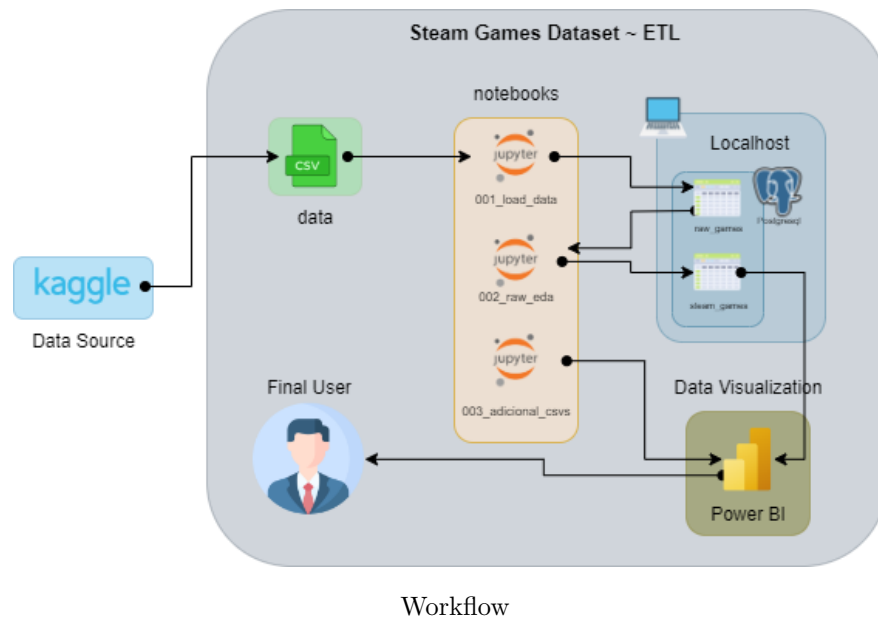 Steam Games Dataset ~ ETL
notebooks
Localhost
CSV
data
jupyter
001_load_data
raw_games
Postgresql
kaggle
Data Source
jupyter
002_raw_eda
steam_games
jupyter
003_adicional_csvs
Final User
Data Visualization
Power BI
Workflow